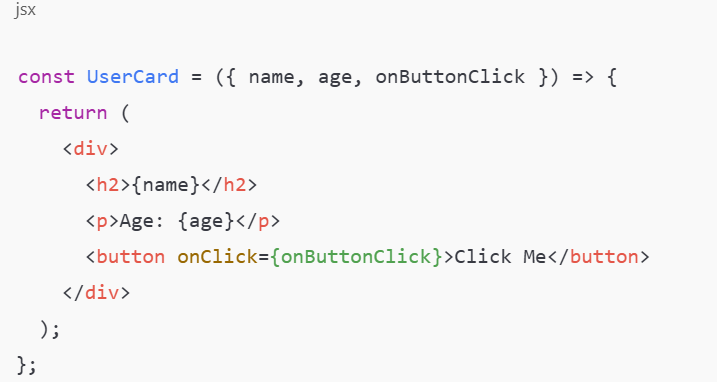 jsx
const UserCard = ({ name, age, onButtonClick }) => {
  return (
    <div>
      <h2>{name}</h2>
      <p>Age: {age}</p>
      <button onClick={onButtonClick}>Click Me</button>
    </div>
  );
};